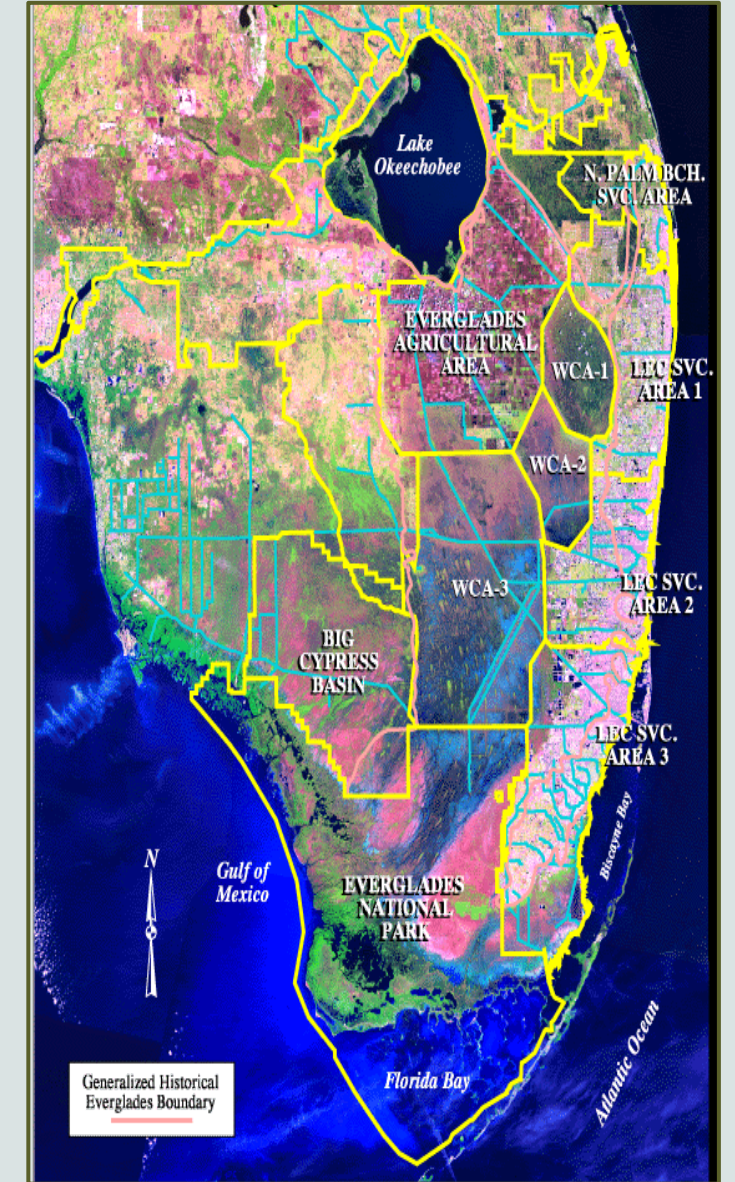 Lake
Okeechobee
N. PALM BCH.
SVC. AREA
EVERGLADES
AGRICULTURAL
AREA
WCA-1
LEC SVC.
AREA 1
WCA-2
WCA-3
LEC SVC.
AREA 2
BIG
CYPRESS
BASIN
LEC SVC.
AREA 3
Biscayne Bay
N
Gulf of
Mexico
EVERGLADES
NATIONAL
PARK
Atlantic Ocean
Florida Bay
Generalized Historical
Everglades Boundary